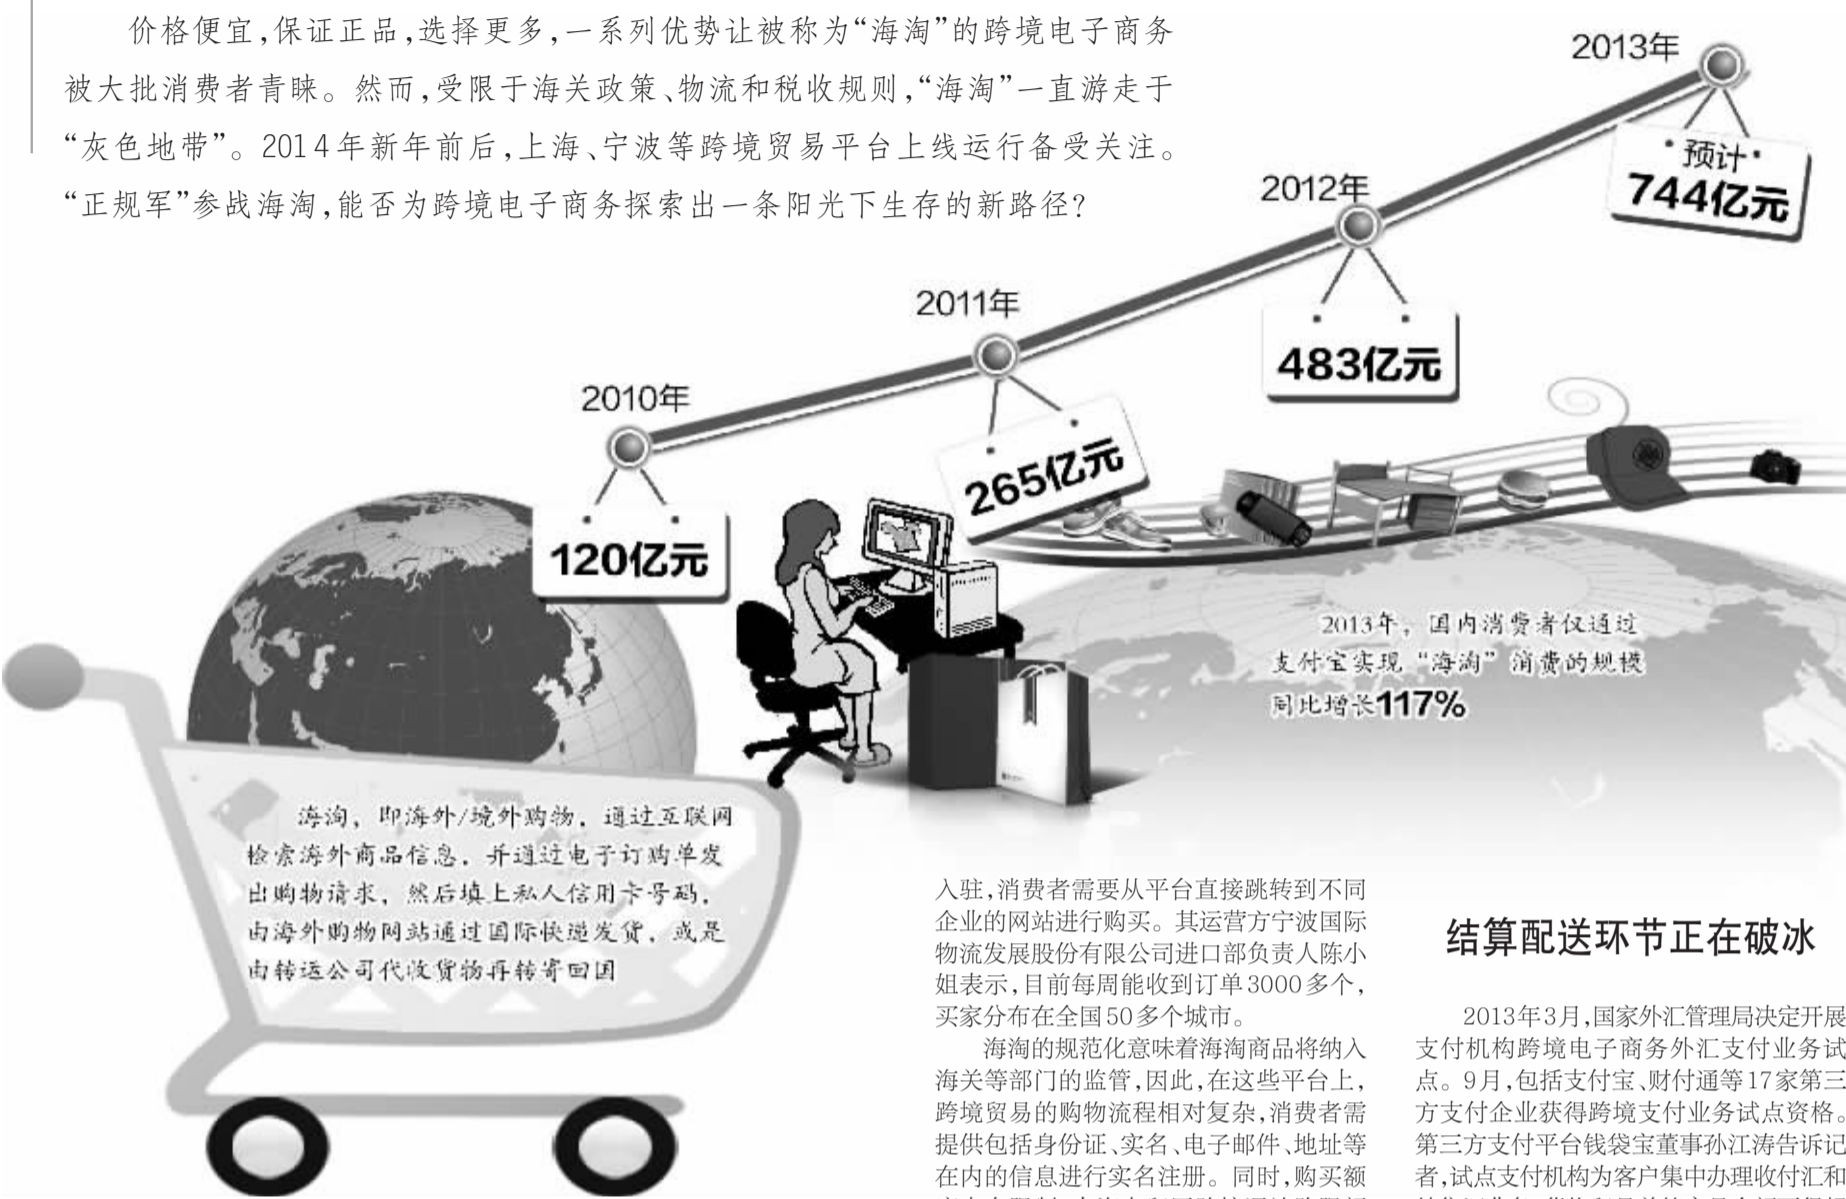 价格便宜,保证正品,选择更多,一系列优势让被称为“海淘”的跨境电子商务
被大批消费者青睐。然而,受限于海关政策、物流和税收规则,“海淘”一直游走于
“灰色地带”。2014年新年前后,上海、宁波等跨境贸易平台上线运行备受关注。
“正规军”参战海淘,能否为跨境电子商务探索出一条阳光下生存的新路径?
2013年
预计
744亿元
2012年
483亿元
2011年
265亿元
2010年
120亿元
2013年,国内消费者仅通过
支付宝实现“海淘”消费的规模
同比增长117%
海淘,即海外/境外购物,通过互联网
检索海外商品信息,并通过电子订购单发
出购物请求,然后填上私人信用卡号码,
由海外购物网站通过国际快递发货,或是
由转运公司代收货物再转寄回国
入驻,消费者需要从平台直接跳转到不同
企业的网站进行购买。其运营方宁波国际
物流发展股份有限公司进口部负责人陈小
姐表示,目前每周能收到订单3000多个,
买家分布在全国50多个城市。
海淘的规范化意味着海淘商品将纳入
海关等部门的监管,因此,在这些平台上,
跨境贸易的购物流程相对复杂,消费者需
提供包括身份证、实名、电子邮件、地址等
在内的信息进行实名注册。同时,购买额
结算配送环节正在破冰
2013年3月,国家外汇管理局决定开展
支付机构跨境电子商务外汇支付业务试
点。9月,包括支付宝、财付通等17家第三
方支付企业获得跨境支付业务试点资格。
第三方支付平台钱袋宝董事孙江涛告诉记
者,试点支付机构为客户集中办理收付汇和